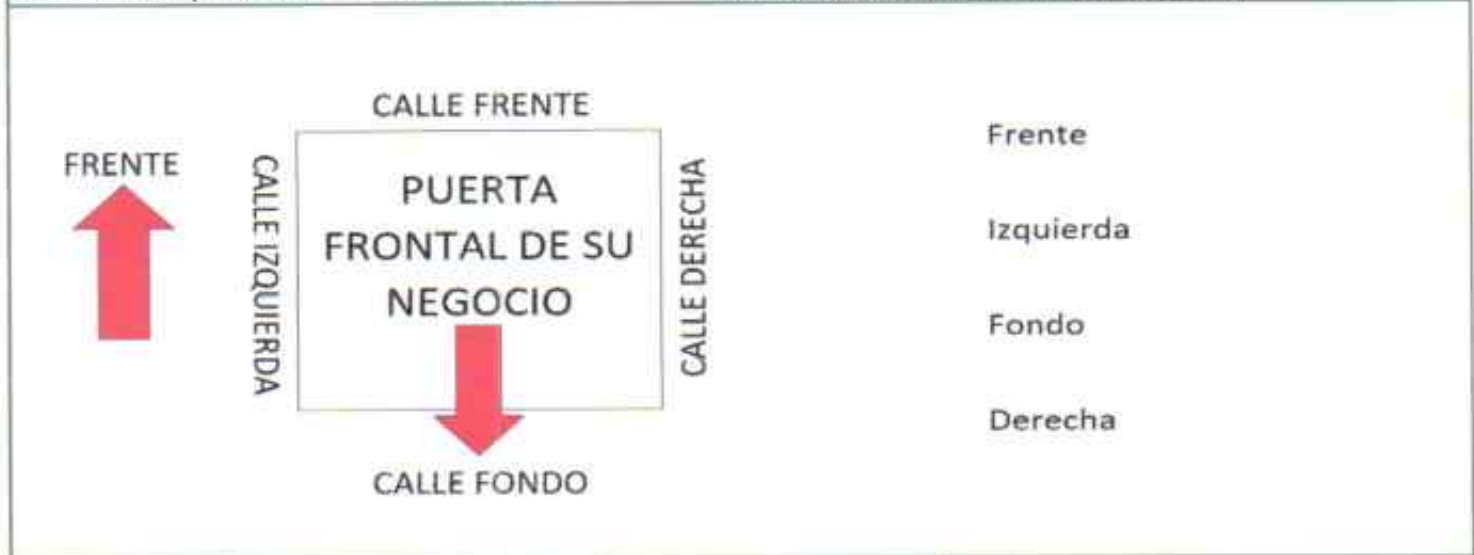 CALLE FRENTE
FRENTE
CALLE IZQUIERDA
PUERTA
FRONTAL DE SU
NEGOCIO
CALLE DERECHA
CALLE FONDO
Frente
Izquierda
Fondo
Derecha